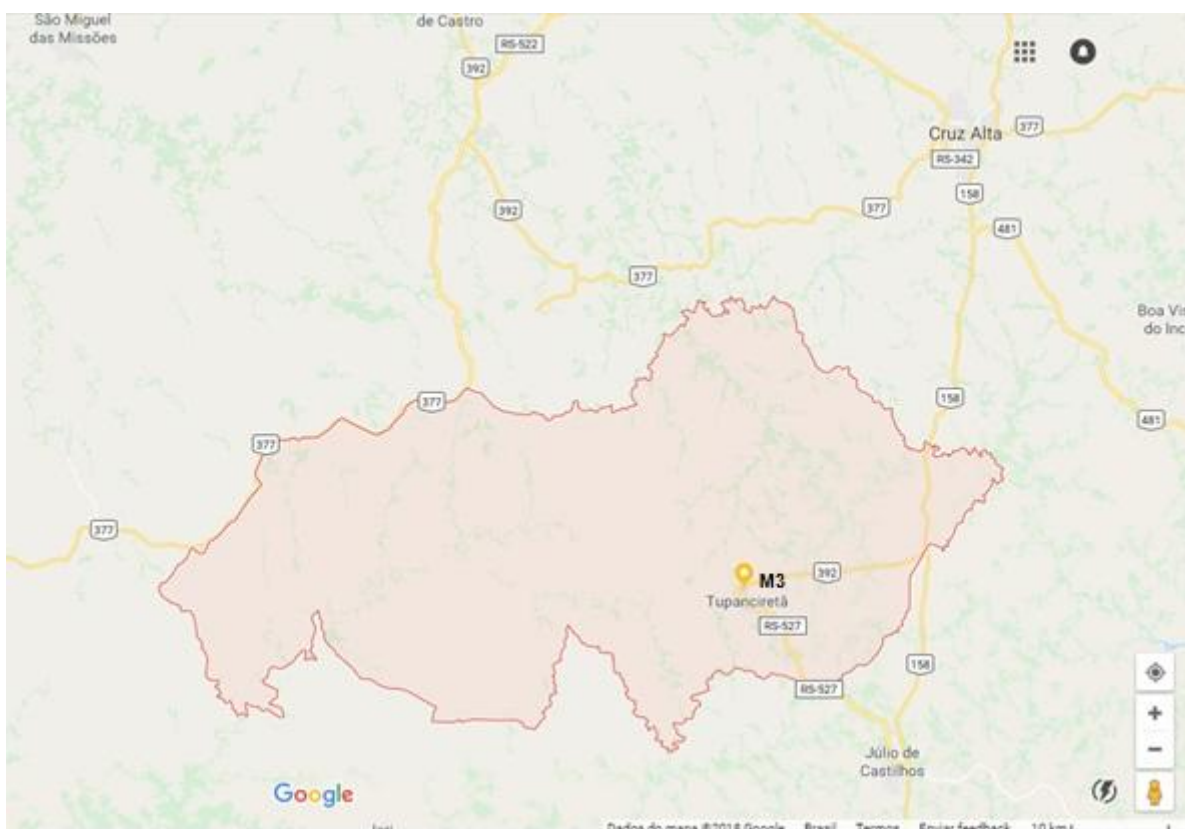 São Miguel
das Missões
de Castro
RS-522
392
Cruz Alta
377
RS-342
158
392
377
481
377
Boa Vis
do Inc
377
158
377
481
377
M3
392
Tupanciretã
RS-527
158
RS-527
Júlio de
Castilhos
Google
Dados do mapa ©2018 Google Brasil Termos Enviar feedback 10 km